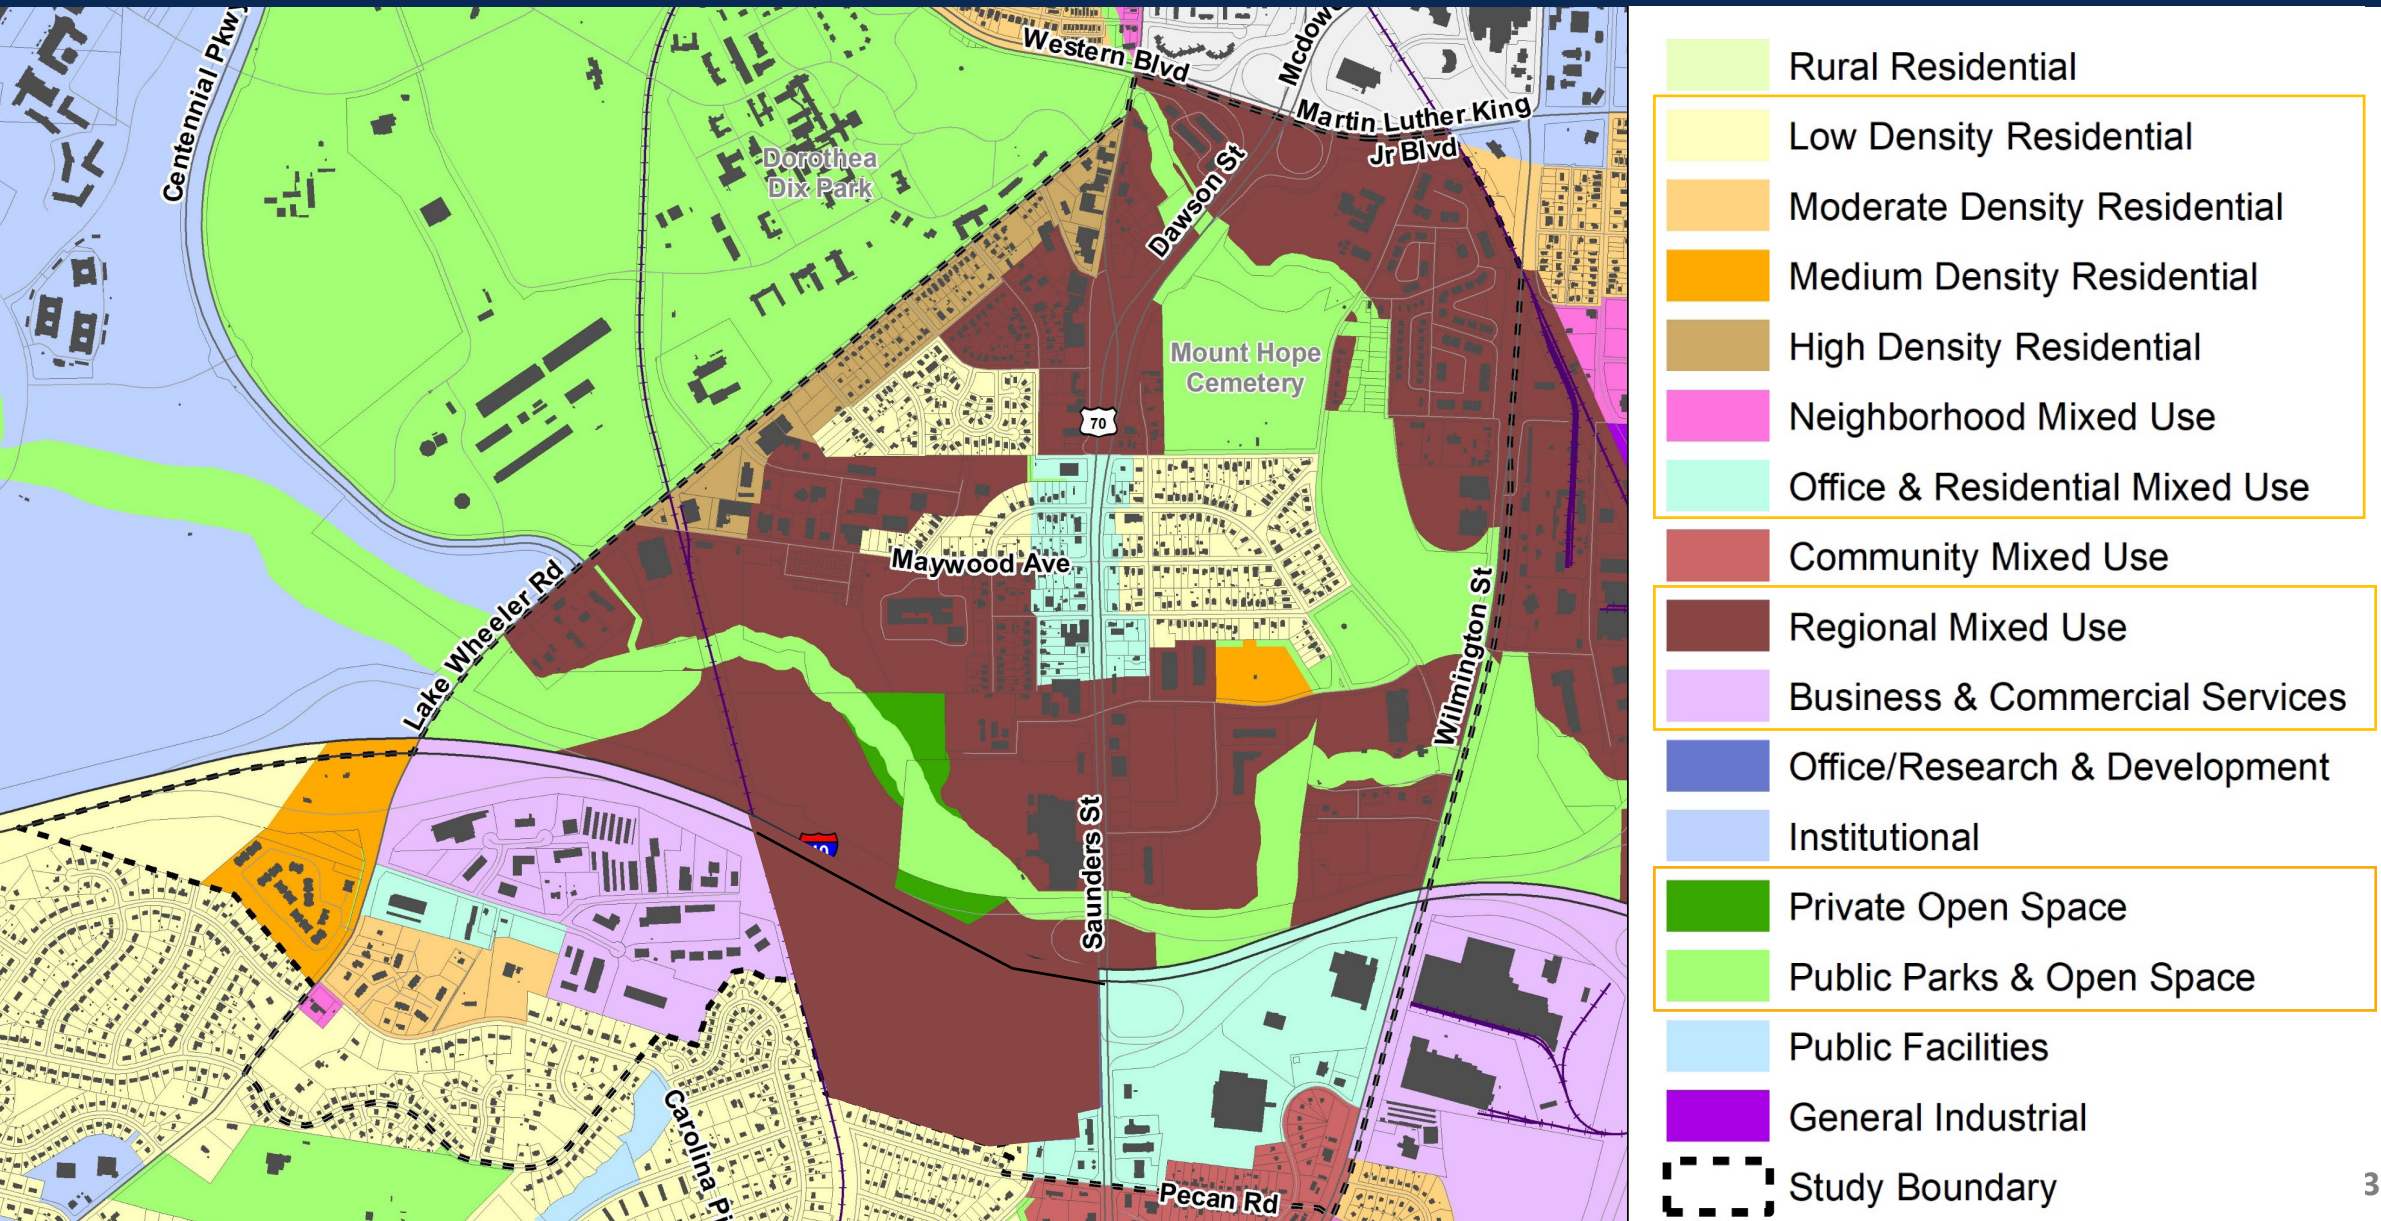 Centennial Pkwy
Western Blvd
Martin Luther King
Jr Blvd
Dawson St
Dorothea
Dix Park
Mount Hope
Cemetery
70
Maywood Ave
Lake Wheeler Rd
Wilmington St
Saunders St
Pecan Rd
Rural Residential
Low Density Residential
Moderate Density Residential
Medium Density Residential
High Density Residential
Neighborhood Mixed Use
Office & Residential Mixed Use
Community Mixed Use
Regional Mixed Use
Business & Commercial Services
Office/Research & Development
Institutional
Private Open Space
Public Parks & Open Space
Public Facilities
General Industrial
Study Boundary
3